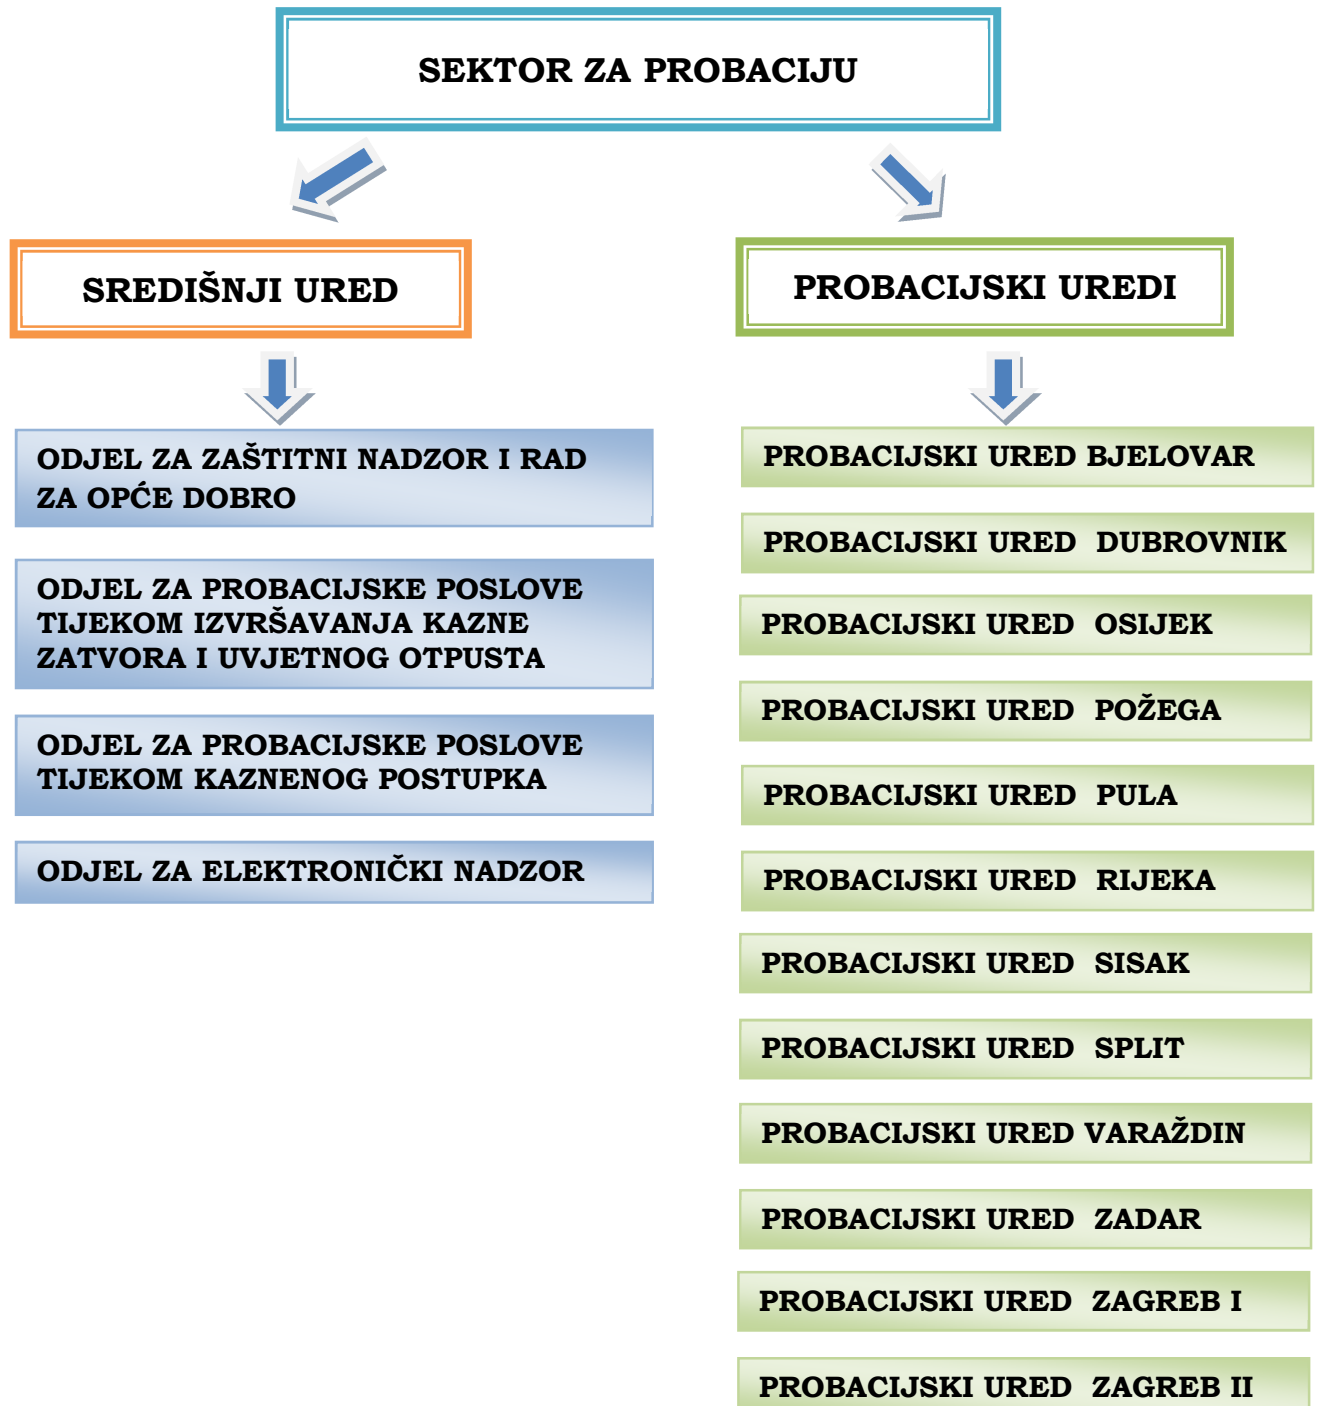 SEKTOR ZA PROBACIJU
SREDIŠNJI URED
ODJEL ZA ZAŠTITNI NADZOR I RAD
ZA OPĆE DOBRO
ODJEL ZA PROBACIJSKE POSLOVE
TIJEKOM IZVRŠAVANJA KAZNE
ZATVORA I UVJETNOG OTPUSTA
ODJEL ZA PROBACIJSKE POSLOVE
TIJEKOM KAZNENOG POSTUPKA
ODJEL ZA ELEKTRONIČKI NADZOR
PROBACIJSKI UREDI
PROBACIJSKI URED BJELOVAR
PROBACIJSKI URED DUBROVNIK
PROBACIJSKI URED OSIJEK
PROBACIJSKI URED POŽEGA
PROBACIJSKI URED PULA
PROBACIJSKI URED RIJEKA
PROBACIJSKI URED SISAK
PROBACIJSKI URED SPLIT
PROBACIJSKI URED VARAŽDIN
PROBACIJSKI URED ZADAR
PROBACIJSKI URED ZAGREB I
PROBACIJSKI URED ZAGREB II